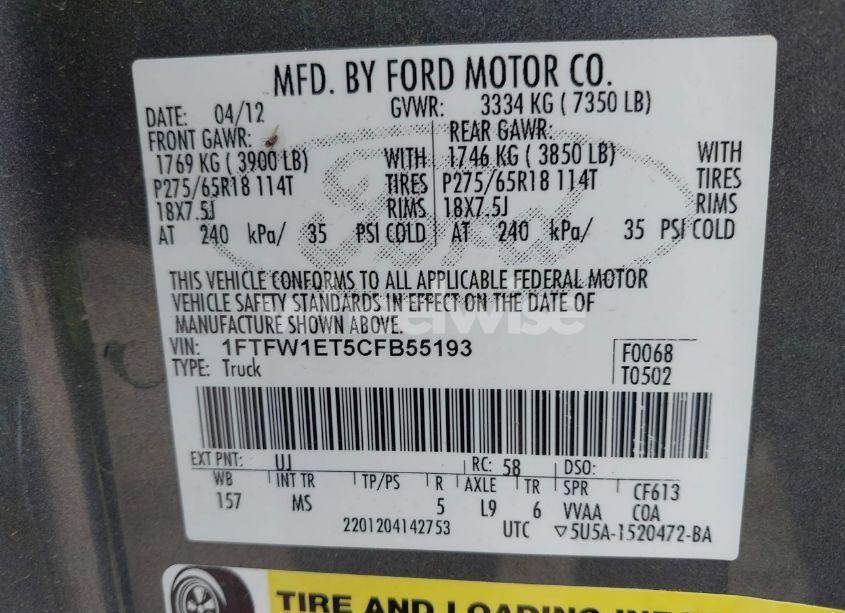 MFD. BY FORD MOTOR CO.
DATE: 04/12 GVWR: 3334 KG ( 7350 LB)
FRONT GAWR: REAR GAWR:
1769 KG ( 3900 LB) WITH 1746 KG ( 3850 LB) WITH
P275/65R18 114T TIRES P275/65R18 114T TIRES
18X7.5J RIMS 18X7.5J RIMS
AT 240 kPa/ 35 PSI COLD AT 240 kPa/ 35 PSI COLD
Ford
THIS VEHICLE CONFORMS TO ALL APPLICABLE FEDERAL MOTOR
VEHICLE SAFETY STANDARDS IN EFFECT ON THE DATE OF
MANUFACTURE SHOWN ABOVE.
VIN: 1FTFW1ET5CFB55193 F0068
TYPE: Truck T0502
EXT PNT: UJ RC: 58 DSO:
WB INT TR TP/PS R AXLE TR SPR CF613
157 MS 5 L9 6 VVAA COA
2201204142753 UTC ▽5U5A-1520472-BA
TIRE AND LOADING